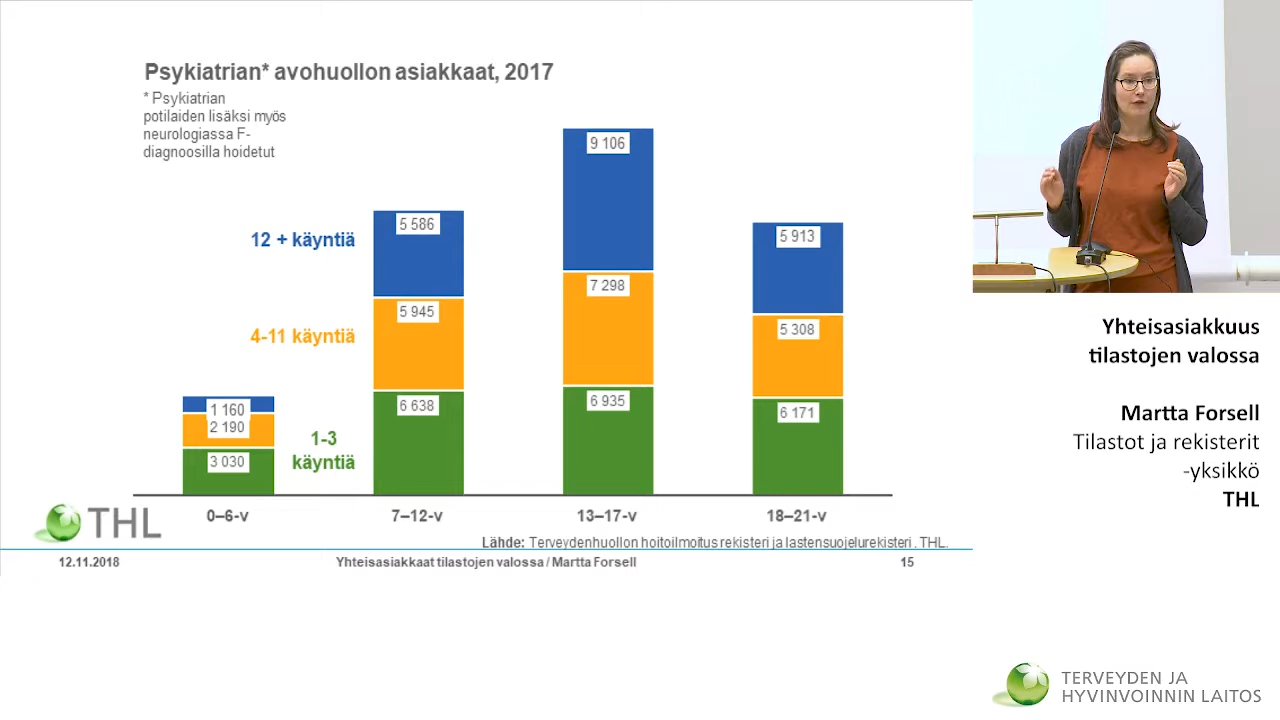 Psykiatrian* avohuollon asiakkaat, 2017
* Psykiatrian
potilaiden lisäksi myös
neurologiassa F-
diagnosilla hoidetut
12 + käyntiä
4-11 käyntiä
1-3
käyntiä
1 160
2 190
3 030
5 586
5 945
6 638
9 106
7 298
6 935
5 913
5 308
6 171
0–6-v
7–12-v
13–17-v
18–21-v
THL
Lähde: Terveydenhuollon hoitoilmoitus rekisteri ja lastensuojelurekisteri . THL.
12.11.2018
Yhteisasiakkaat tilastojen valossa / Martta Forsell
15
Yhteisasiakkuus
tilastojen valossa
Martta Forsell
Tilastot ja rekisterit
-yksikkö
THL
TERVEYDEN JA
HYVINVOINNIN LAITOS